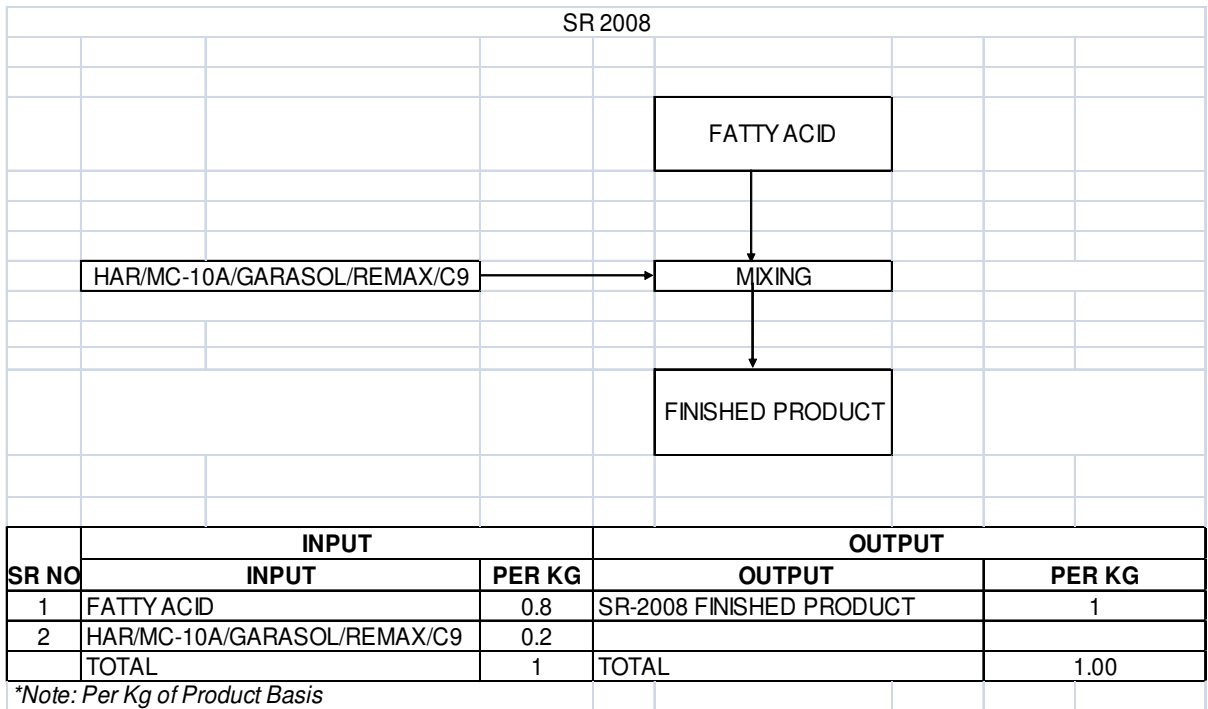 SR 2008
FATTY ACID
HAR/MC-10A/GARASOL/REMAX/C9
MIXING
FINISHED PRODUCT
INPUT OUTPUT
SR NO INPUT PER KG OUTPUT PER KG
1 FATTY ACID 0.8 SR-2008 FINISHED PRODUCT 1
2 HAR/MC-10A/GARASOL/REMAX/C9 0.2
TOTAL 1 TOTAL 1.00
*Note: Per Kg of Product Basis